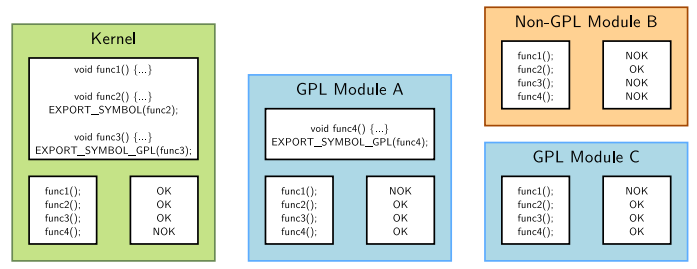 Kernel
void func1() {...}
void func2() {...}
EXPORT_SYMBOL(func2);
void func3() {...}
EXPORT_SYMBOL_GPL(func3);
func1(); OK
func2(); OK
func3(); OK
func4(); NOK
GPL Module A
void func4() {...}
EXPORT_SYMBOL_GPL(func4);
func1(); NOK
func2(); OK
func3(); OK
func4(); OK
Non-GPL Module B
func1(); NOK
func2(); OK
func3(); NOK
func4(); NOK
GPL Module C
func1(); NOK
func2(); OK
func3(); OK
func4(); OK